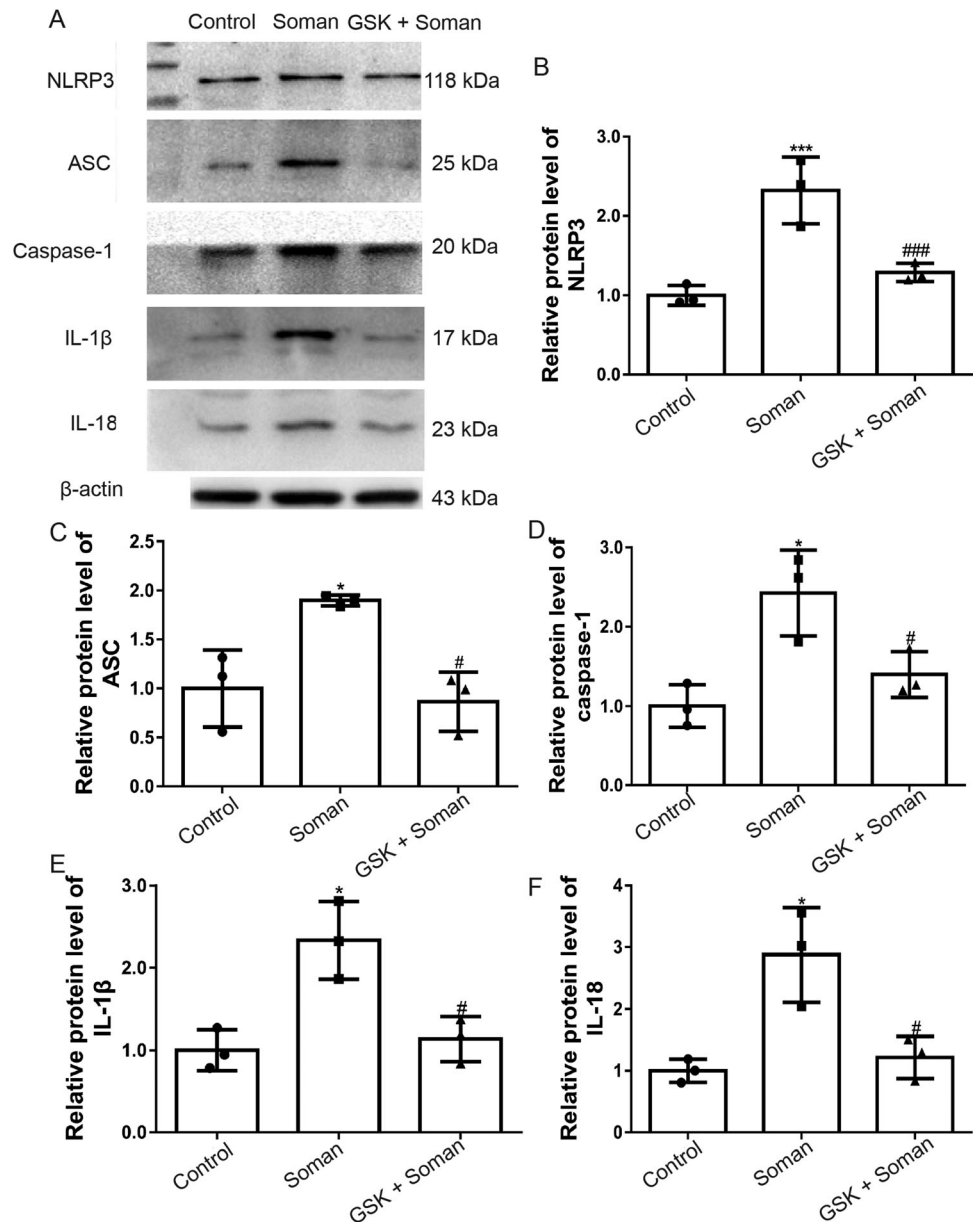 A
Control Soman GSK + Soman
NLRP3
118 kDa
ASC
25 kDa
Caspase-1
20 kDa
IL-1β
17 kDa
IL-18
23 kDa
β-actin
43 kDa
B
Relative protein level of
NLRP3
3.0
2.0
1.0
0.0
***
###
Control
Soman
GSK + Soman
C
Relative protein level of
ASC
2.5
2.0
1.5
1.0
0.5
0.0
*
#
Control
Soman
GSK + Soman
D
Relative protein level of
caspase-1
3.0
2.0
1.0
0.0
*
#
Control
Soman
GSK + Soman
E
Relative protein level of
IL-1β
3.0
2.0
1.0
0.0
*
#
Control
Soman
GSK + Soman
F
Relative protein level of
IL-18
4
3
2
1
0
*
#
Control
Soman
GSK + Soman